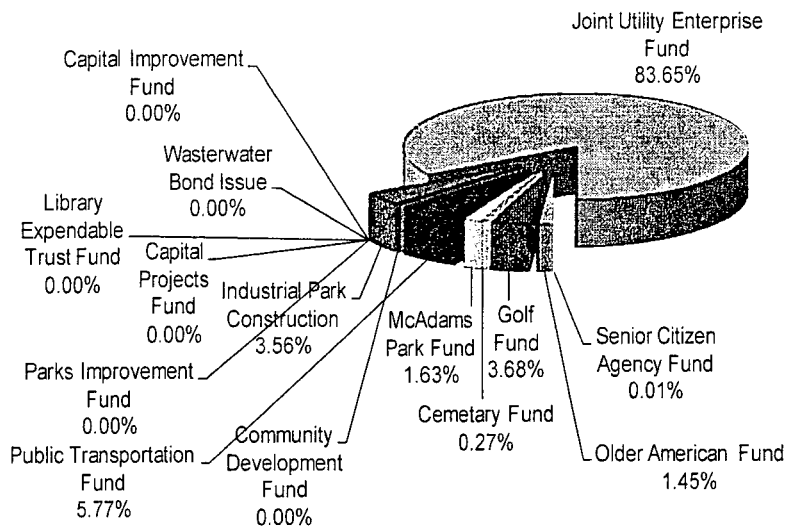 Joint Utility Enterprise
Fund
83.65%
Capital Improvement
Fund
0.00%
Wasterwater
Bond Issue
0.00%
Library
Expendable
Trust Fund
0.00%
Capital
Projects
Fund
0.00%
Industrial Park
Construction
3.56%
McAdams
Park Fund
1.63%
Golf
Fund
3.68%
Senior Citizen
Agency Fund
0.01%
Parks Improvement
Fund
0.00%
Cemetary Fund
0.27%
Public Transportation
Fund
5.77%
Community
Development
Fund
0.00%
Older American Fund
1.45%